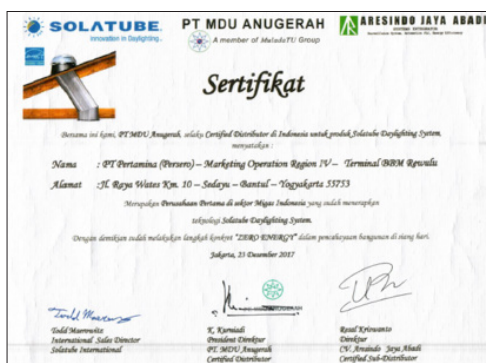 SOLATUBE.
Innovation in Daylighting.
PT MDU ANUGERAH
A member of MeladaTU Group
ARESINDO JAYA ABADI
Sertifikat
Bersama ini kami, PT MDU Anugerah, selaku Certified Distributor di Indonesia untuk produk Solatube Daylighting System,
menyatakan :
Nama : PT Pertamina (Persero) – Marketing Operation Region IV – Terminal BBM Rewulu
Alamat : Jl. Raya Wates Km. 10 – Sedayu – Bantul – Yogyakarta 55753
Merupakan Perusahaan Pertama di sektor Migas Indonesia yang sudah menerapkan
teknologi Solatube Daylighting System.
Dengan demikian sudah melakukan langkah konkret "ZERO ENERGY" dalam pencahayaan bangunan di siang hari.
Jakarta, 23 Desember 2017
Todd Maerowitz
International Sales Director
Solatube International
K. Kurniadi
President Direktur
PT. MDU Anugerah
Certified Distributor
Rosul Kriswanto
Direktur
CV. Aresindo Jaya Abadi
Certified Sub-Distributor